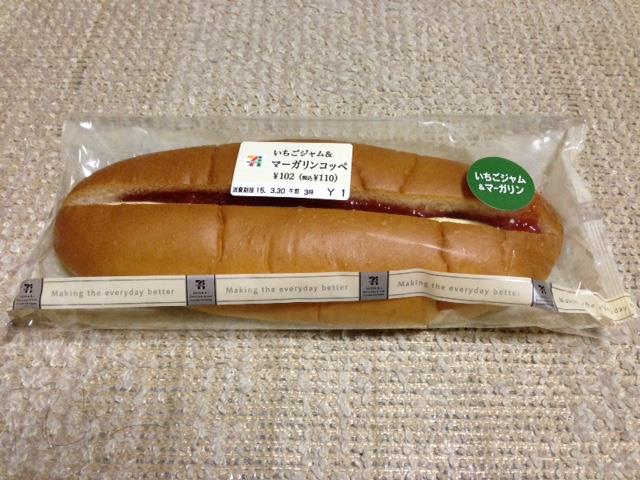 いちごジャム&
マーガリンコッペ
¥102 (税込¥110)
消費期限 15. 3.30 午前 3時 Y 1
いちごジャム
&マーガリン
Making the everyday better
Making the everyday better
Making the everyday better